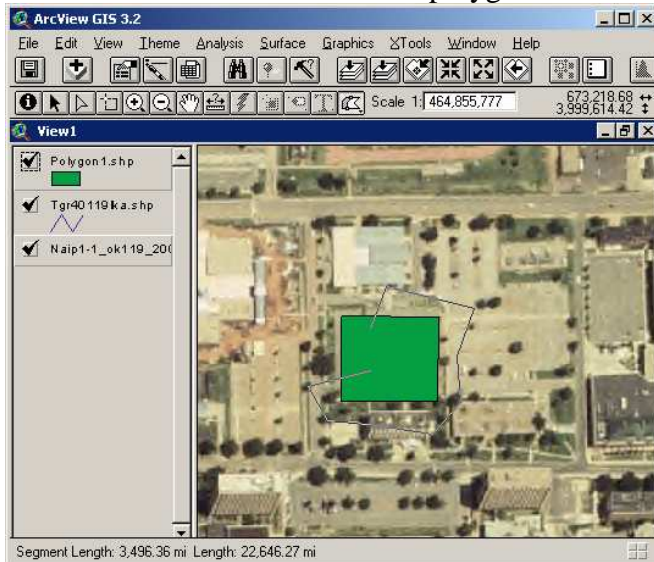 polygon
ArcView GIS 3.2
File Edit View Theme Analysis Surface Graphics XTools Window Help
Scale 1: 464,855,777
673,218.68
3,999,614.42
View1
Polygon1.shp
Tgr40119lka.shp
Naip1-1_ok119_200
Segment Length: 3,496.36 mi Length: 22,646.27 mi